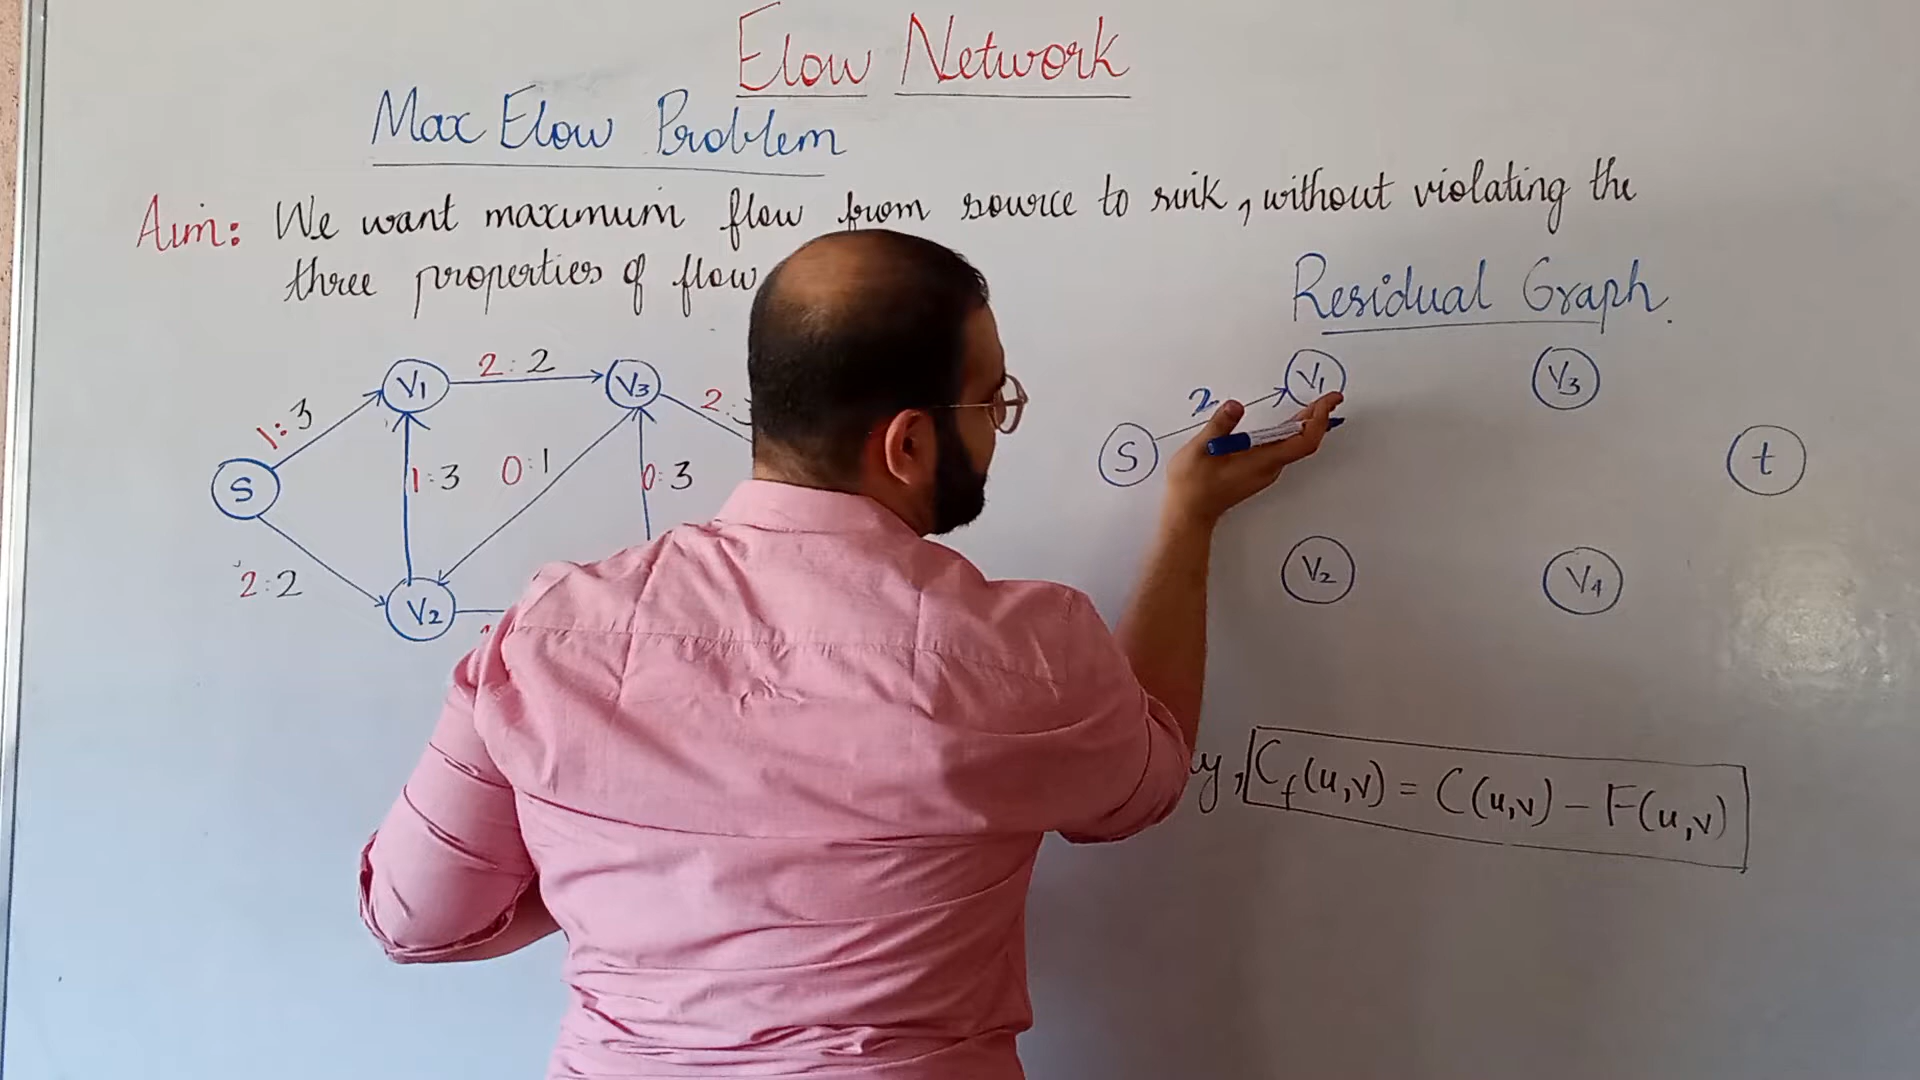 Flow Network
Max Flow Problem
Aim: We want maximum flow from source to sink, without violating the
three properties of flow
Residual Graph.
V1 2:2 V3 2:
1:3
S 1:3 0:1 0:3
2:2
V2
2 V1 V3
S t
V2 V4
y, Cf(u,v) = C(u,v) - F(u,v)